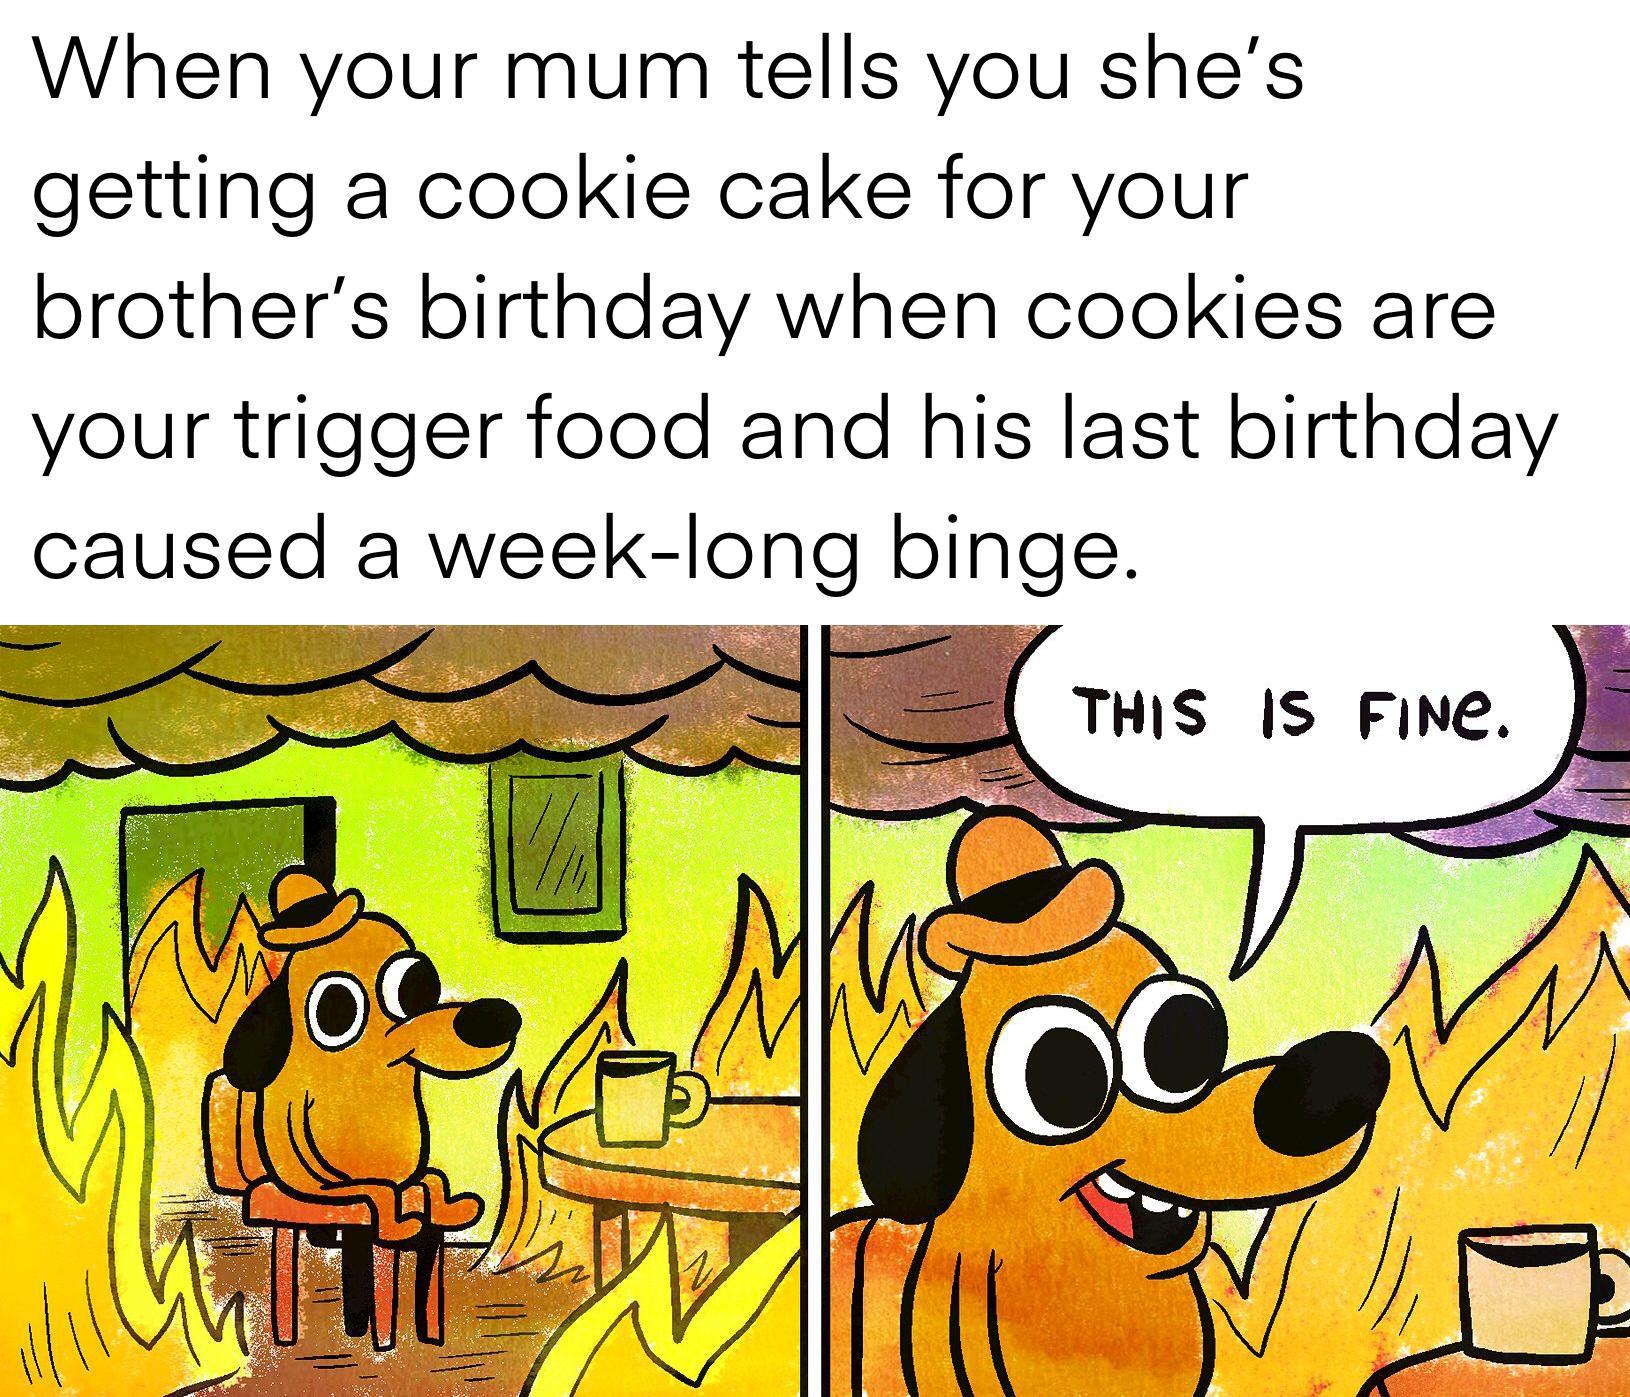 When your mum tells you she’s
getting a cookie cake for your
brother’s birthday when cookies are
your trigger food and his last birthday
caused a week-long binge.
THIS IS FINe.